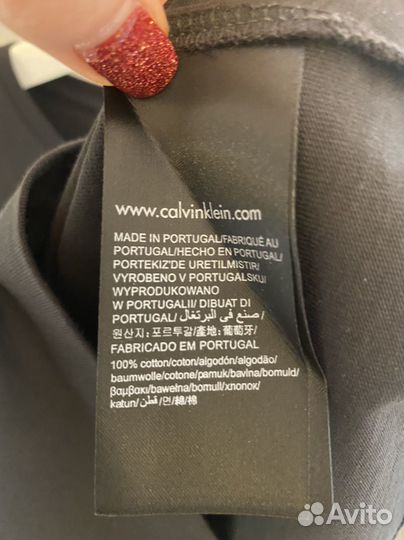 www.calvinklein.com
MADE IN PORTUGAL/FABRIQUÉ AU
PORTUGAL/HECHO EN PORTUGAL/
PORTEKIZDE URETILMISTIR/
VYROBENO V PORTUGALSKU/
WYPRODUKOWANO
W PORTUGALII/ DIBUAT DI
PORTUGAL/ صنع في البرتغال/
원산지: 포르투갈/產地: 葡萄牙/
FABRICADO EM PORTUGAL
100% cotton/coton/algodón/algodão/
baumwolle/cotone/pamuk/bavlna/bomuld/
βαμβακι/bawełna/bomull/хлопок/
katun/قطن/면/綿/棉
Avito